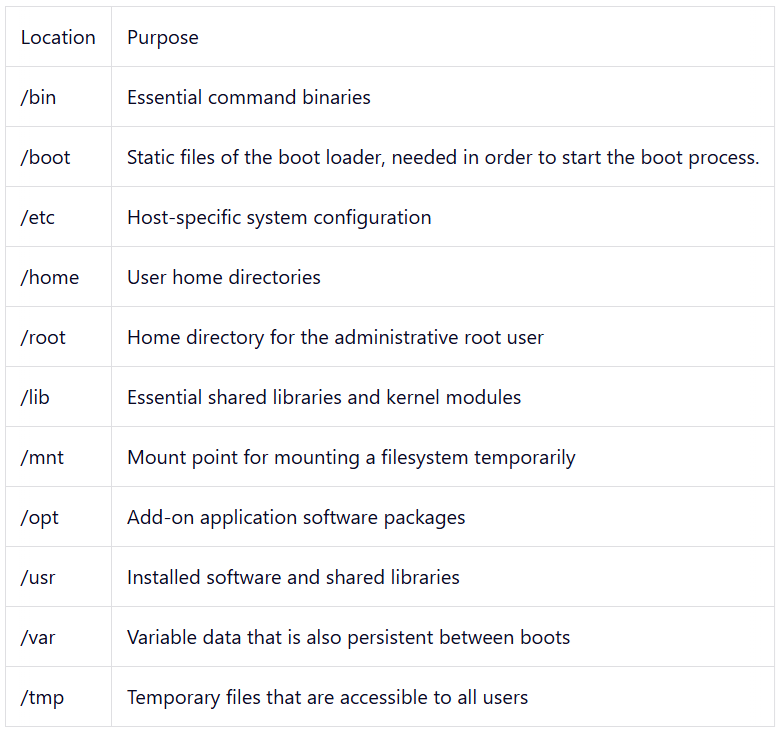 Location Purpose
/bin Essential command binaries
/boot Static files of the boot loader, needed in order to start the boot process.
/etc Host-specific system configuration
/home User home directories
/root Home directory for the administrative root user
/lib Essential shared libraries and kernel modules
/mnt Mount point for mounting a filesystem temporarily
/opt Add-on application software packages
/usr Installed software and shared libraries
/var Variable data that is also persistent between boots
/tmp Temporary files that are accessible to all users